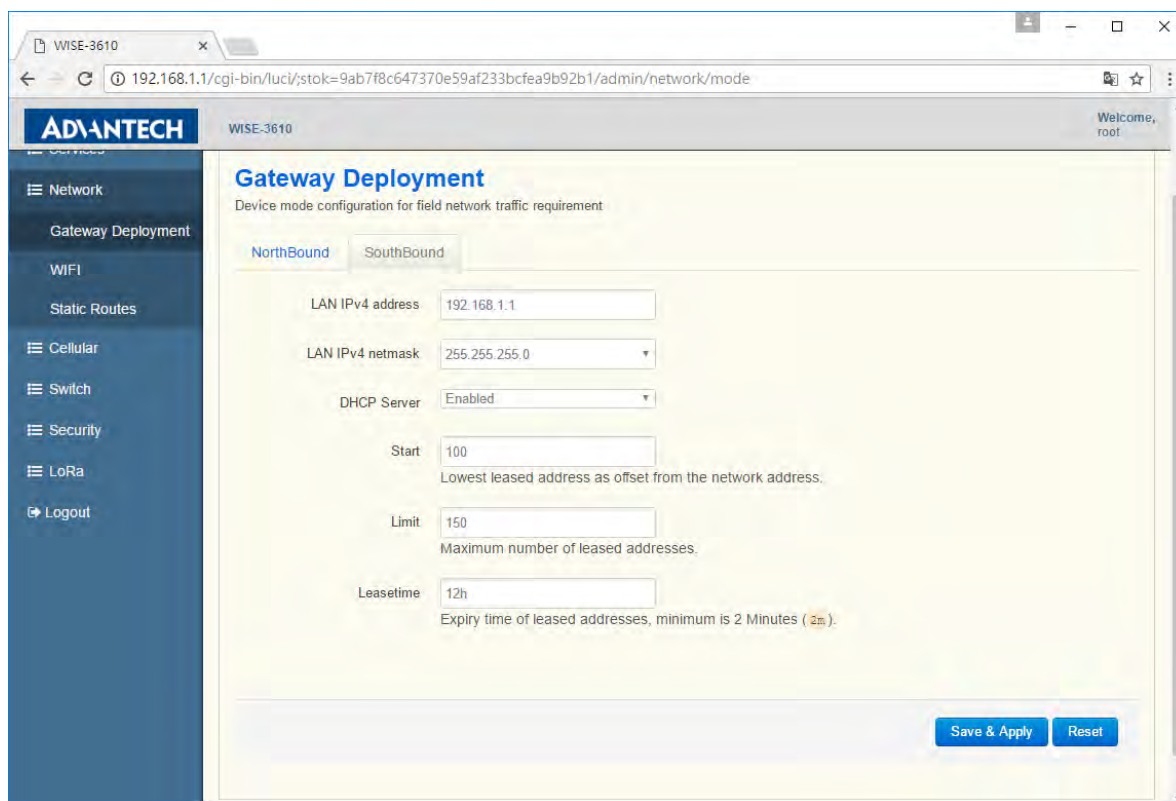 WISE-3610
192.168.1.1/cgi-bin/luci/;stok=9ab7f8c647370e59af233bcfea9b92b1/admin/network/mode
ADVANTECH
WISE-3610
Welcome,
root
Services
Network
Gateway Deployment
WIFI
Static Routes
Cellular
Switch
Security
LoRa
Logout
Gateway Deployment
Device mode configuration for field network traffic requirement
NorthBound SouthBound
LAN IPv4 address 192.168.1.1
LAN IPv4 netmask 255.255.255.0
DHCP Server Enabled
Start 100
Lowest leased address as offset from the network address.
Limit 150
Maximum number of leased addresses.
Leasetime 12h
Expiry time of leased addresses, minimum is 2 Minutes ( 2m ).
Save & Apply Reset